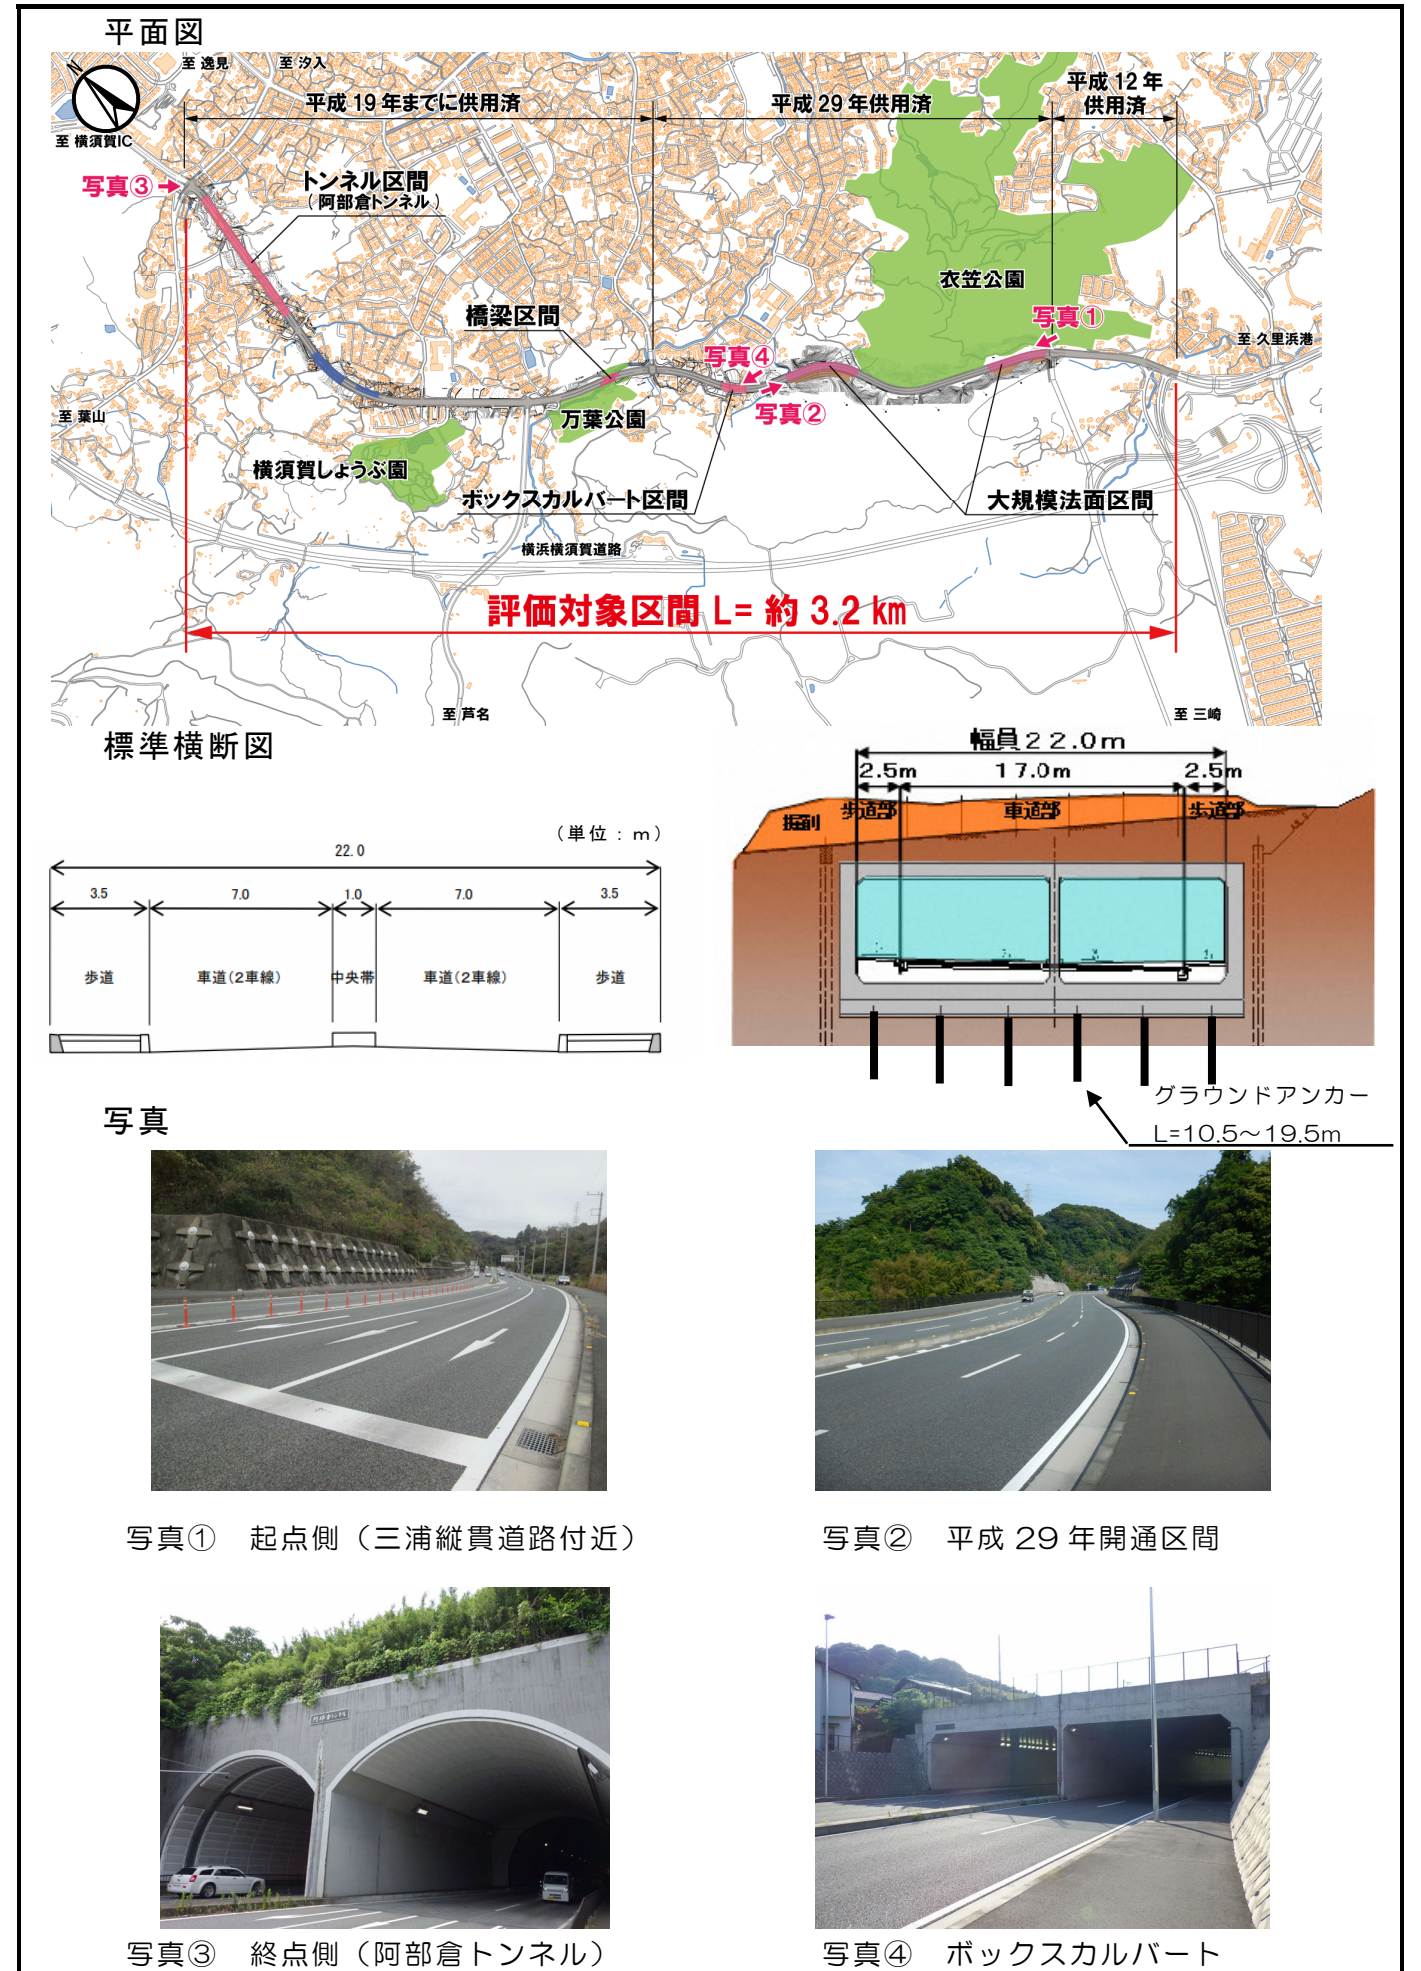 平面図
N
至 逸見
至 汐入
平成 12 年
供用済
平成 19 年までに供用済
平成 29 年供用済
至 横須賀IC
写真③
トンネル区間
(阿部倉トンネル)
衣笠公園
橋梁区間
写真①
至 久里浜港
写真④
写真②
至 葉山
万葉公園
横須賀しょうぶ園
ボックスカルバート区間
大規模法面区間
横浜横須賀道路
評価対象区間 L= 約 3.2 km
至 芦名
至 三崎
標準横断図
(単位:m)
22.0
3.5 7.0 1.0 7.0 3.5
歩道 車道(2車線) 中央帯 車道(2車線) 歩道
幅員22.0m
2.5m 17.0m 2.5m
掘削 歩道部 車道部 歩道部
グラウンドアンカー
L=10.5～19.5m
写真
写真① 起点側(三浦縦貫道路付近)
写真② 平成 29 年開通区間
阿部倉トンネル
写真③ 終点側(阿部倉トンネル)
写真④ ボックスカルバート